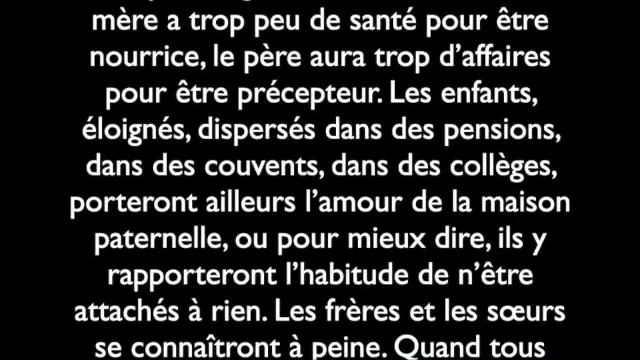 mère a trop peu de santé pour être
nourrice, le père aura trop d’affaires
pour être précepteur. Les enfants,
éloignés, dispersés dans des pensions,
dans des couvents, dans des collèges,
porteront ailleurs l’amour de la maison
paternelle, ou pour mieux dire, ils y
rapporteront l’habitude de n’être
attachés à rien. Les frères et les sœurs
se connaîtront à peine. Quand tous